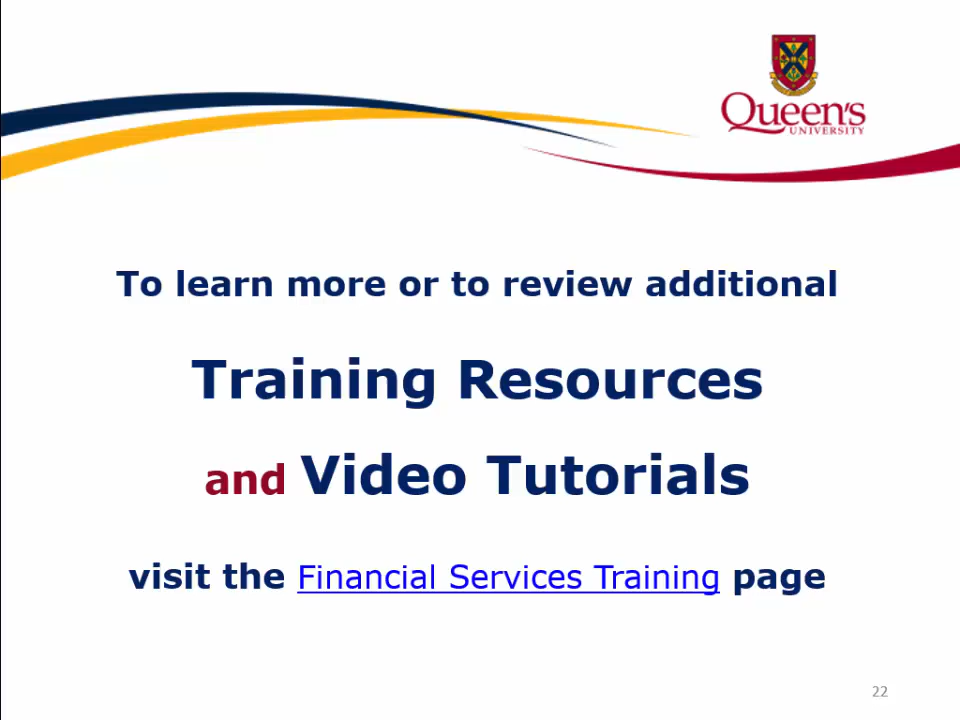 Queen's
UNIVERSITY
To learn more or to review additional
Training Resources
and Video Tutorials
visit the Financial Services Training page
22